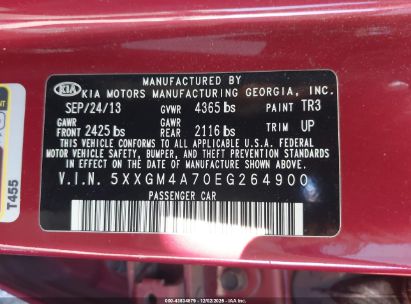 MANUFACTURED BY
KIA KIA MOTORS MANUFACTURING GEORGIA, INC.
SEP/24/13 GVWR 4365 lbs PAINT TR3
GAWR GAWR
FRONT 2425 lbs REAR 2116 lbs TRIM UP
THIS VEHICLE CONFORMS TO ALL APPLICABLE U.S.A. FEDERAL
MOTOR VEHICLE SAFETY, BUMPER, AND THEFT PREVENTION STANDARDS
IN EFFECT ON THE DATE OF MANUFACTURE SHOWN ABOVE.
V.I.N. 5XXGM4A70EG264900
PASSENGER CAR
T455